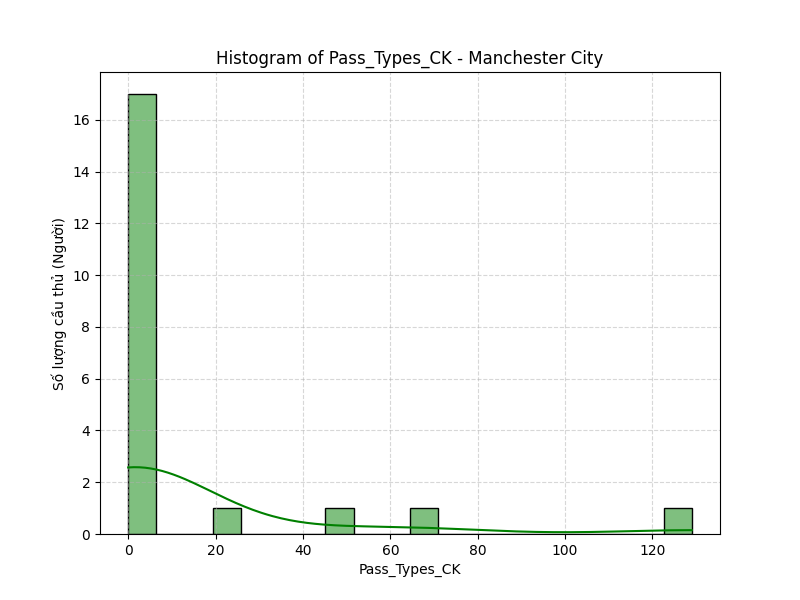 Histogram of Pass_Types_CK - Manchester City
Số lượng cầu thủ (Người)
16
14
12
10
8
6
4
2
0
0 20 40 60 80 100 120
Pass_Types_CK